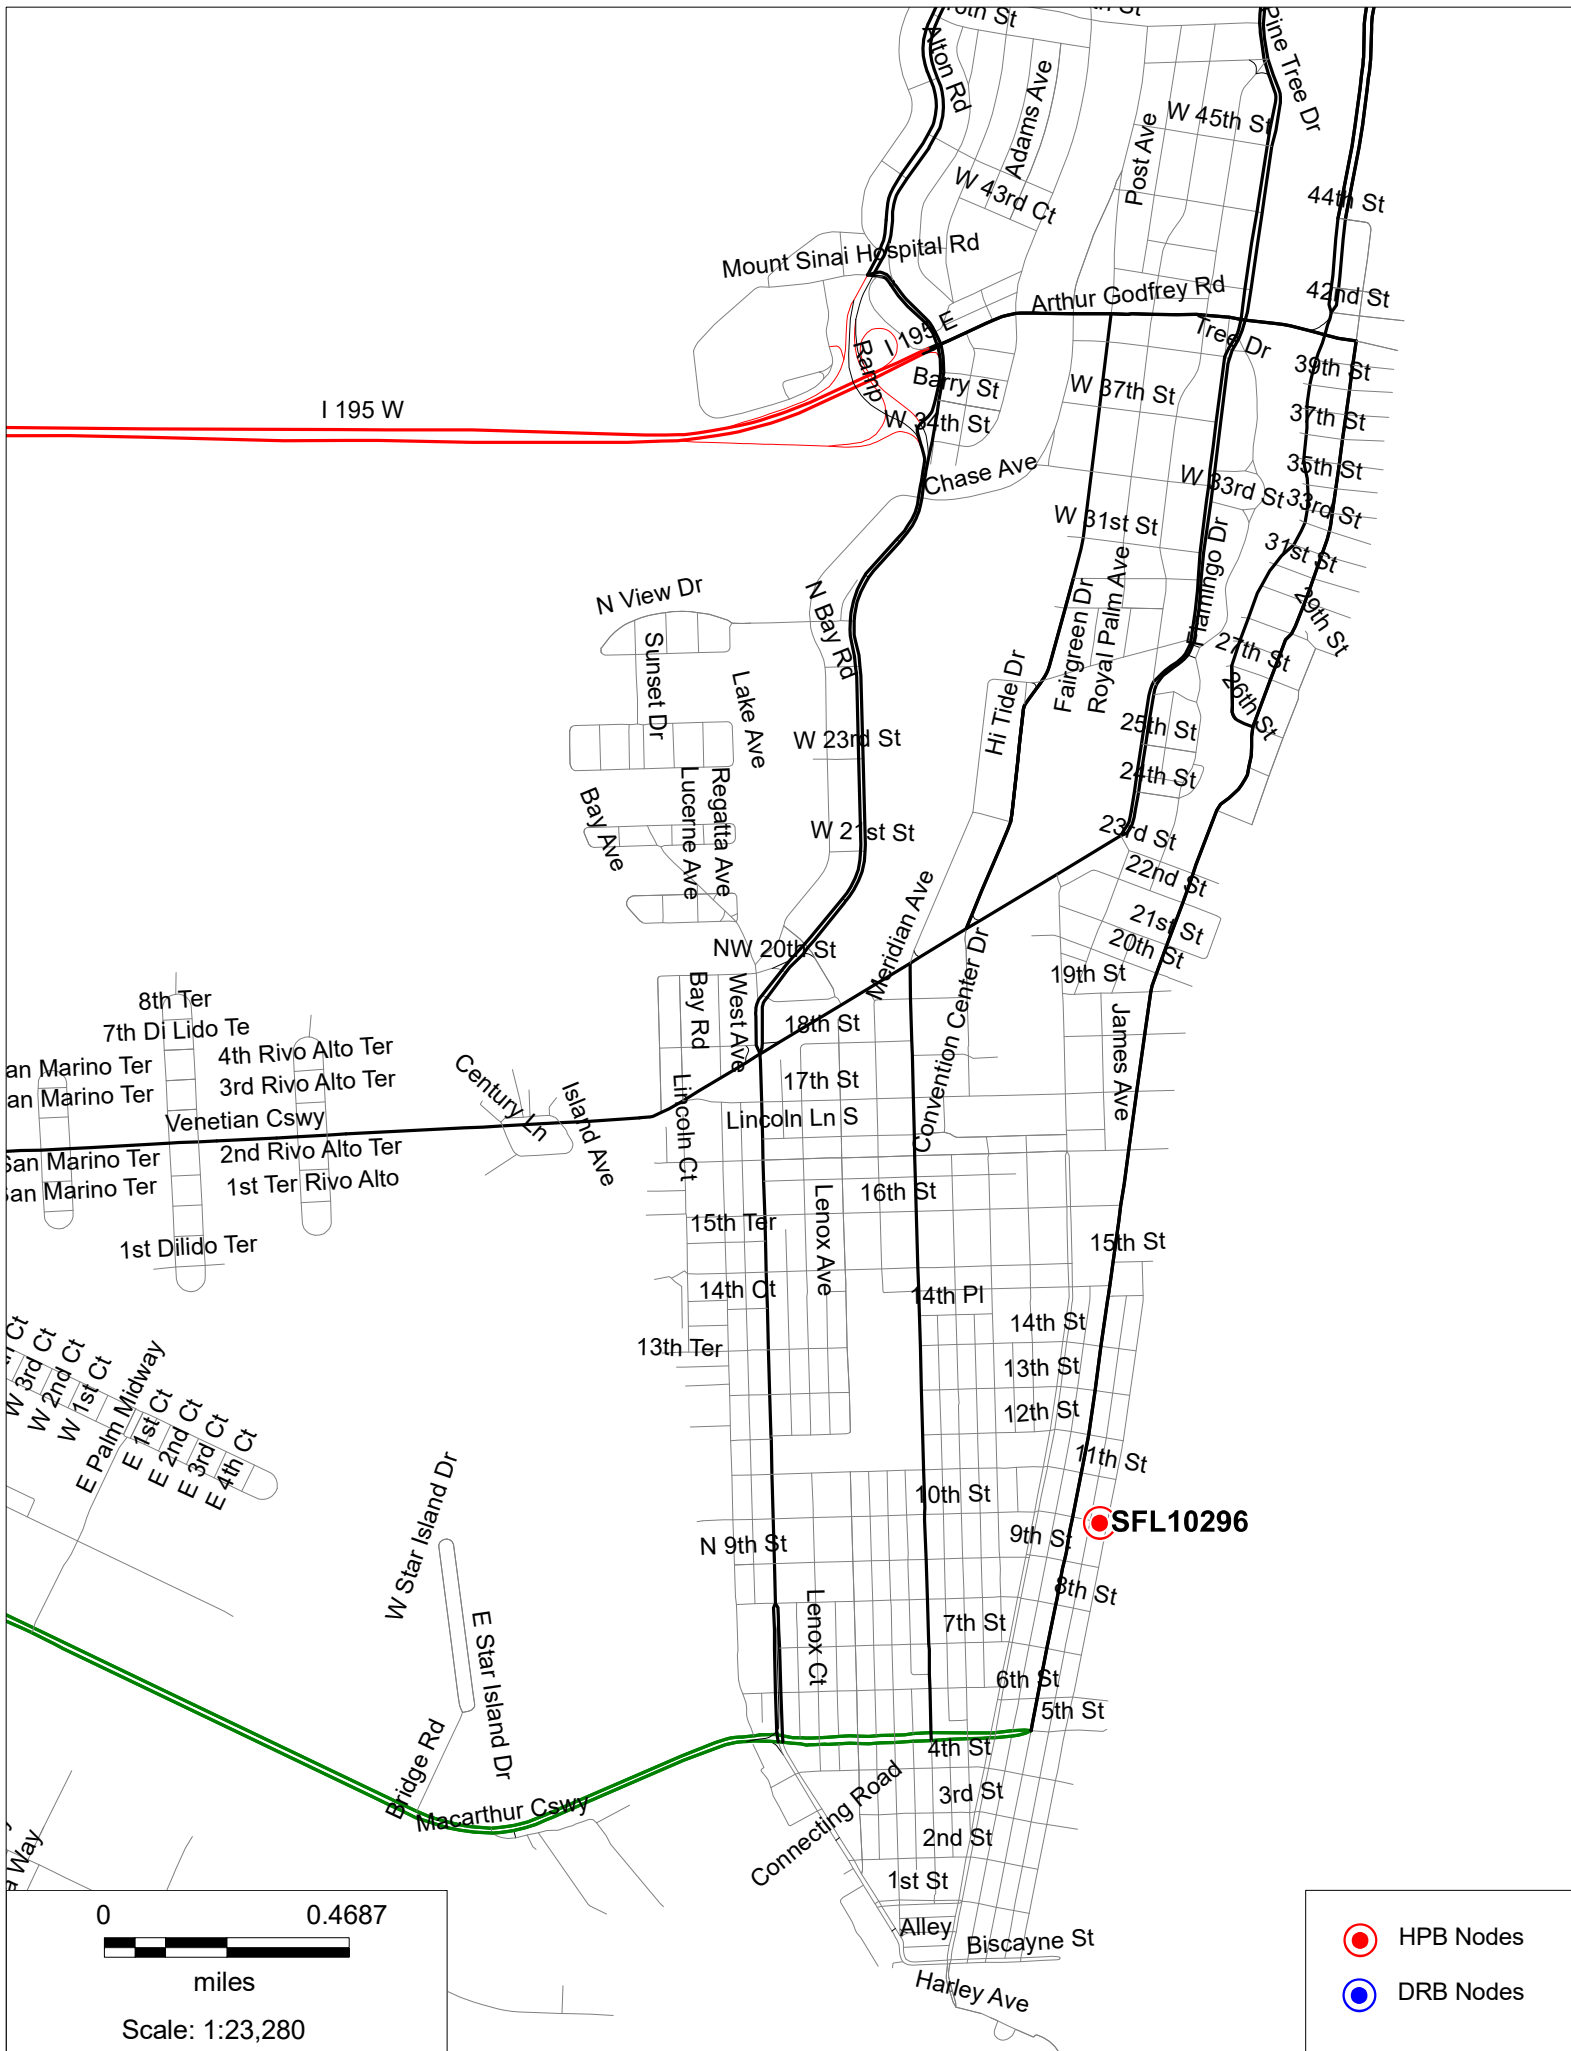 Alton Rd
Pine Tree Dr
Adams Ave
W 45th St
Post Ave
W 43rd Ct
44th St
Mount Sinai Hospital Rd
42nd St
Arthur Godfrey Rd
I 195 E
Tree Dr
Ramp
39th St
Barry St
W 37th St
I 195 W
37th St
W 34th St
35th St
Chase Ave
W 33rd St
33rd St
W 31st St
31st St
Flamingo Dr
N View Dr
N Bay Rd
Fairgreen Dr
Royal Palm Ave
29th St
27th St
Sunset Dr
Lake Ave
Hi Tide Dr
26th St
25th St
W 23rd St
24th St
Bay Ave
Lucerne Ave
Regatta Ave
W 21st St
23rd St
22nd St
Meridian Ave
21st St
NW 20th St
20th St
Bay Rd
West Ave
Convention Center Dr
19th St
8th Ter
7th Di Lido Te
18th St
James Ave
4th Rivo Alto Ter
an Marino Ter
3rd Rivo Alto Ter
an Marino Ter
Century Ln
Island Ave
17th St
Lincoln Ct
Venetian Cswy
Lincoln Ln S
2nd Rivo Alto Ter
San Marino Ter
1st Ter Rivo Alto
an Marino Ter
16th St
Lenox Ave
15th Ter
15th St
1st Dilido Ter
14th Ct
14th Pl
14th St
13th Ter
13th St
Ct
W 3rd Ct
W 2nd Ct
W 1st Ct
E Palm Midway
E 1st Ct
E 2nd Ct
E 3rd Ct
E 4th Ct
12th St
11th St
10th St
SFL10296
9th St
N 9th St
W Star Island Dr
8th St
Lenox Ct
7th St
E Star Island Dr
6th St
5th St
Bridge Rd
4th St
Macarthur Cswy
Connecting Road
3rd St
2nd St
1st St
a Way
Alley
Biscayne St
Harley Ave
0 0.4687
miles
Scale: 1:23,280
HPB Nodes
DRB Nodes